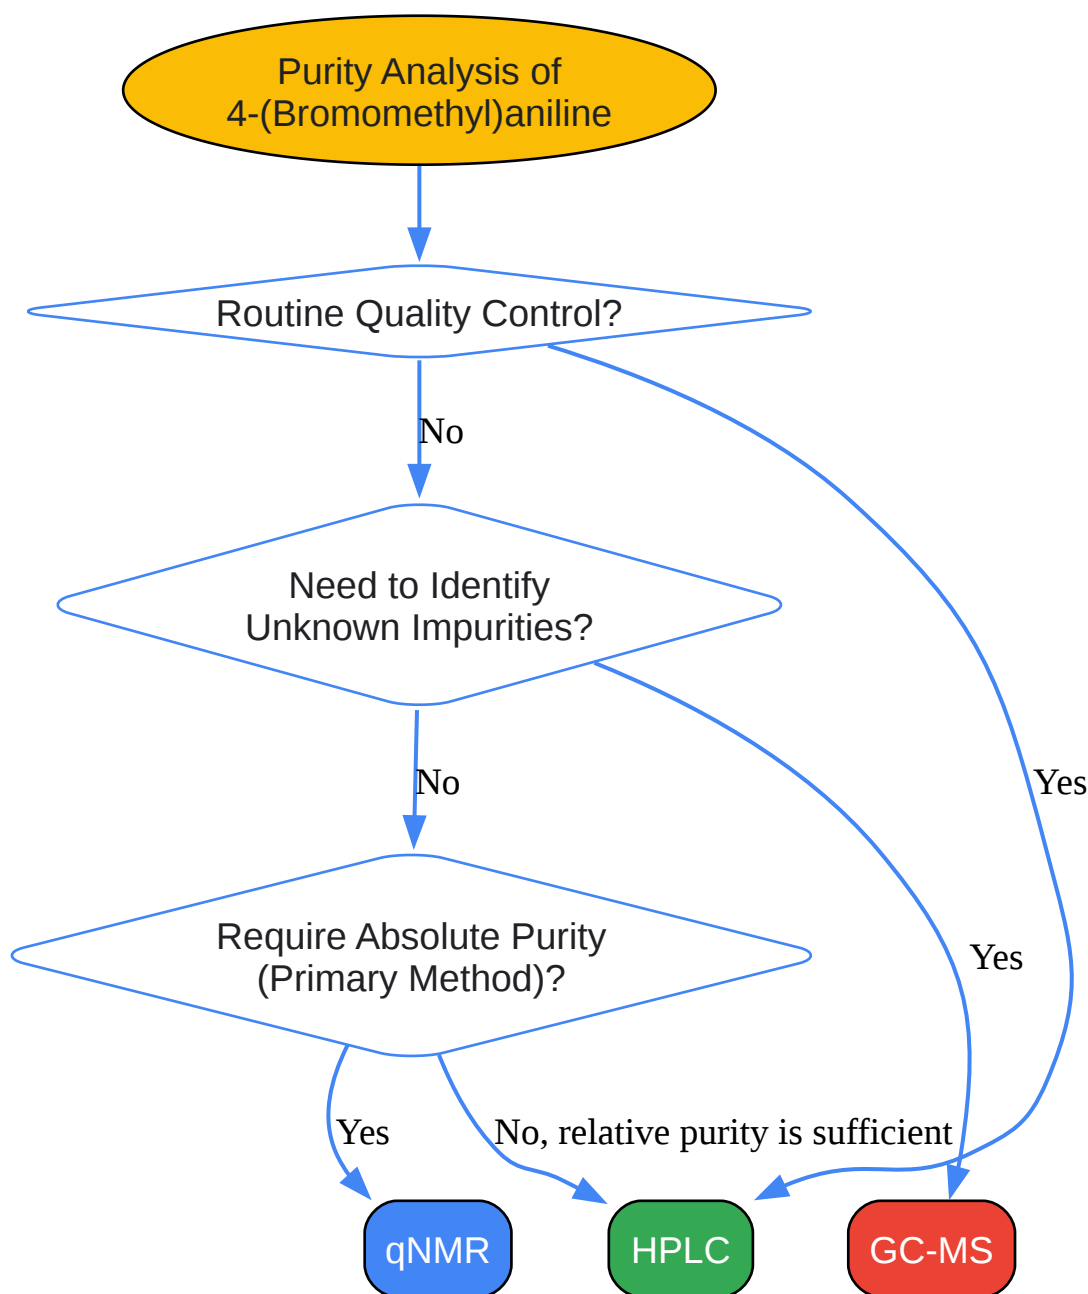 Purity Analysis of
4-(Bromomethyl)aniline
Routine Quality Control?
No
Need to Identify
Unknown Impurities?
No
Yes
Require Absolute Purity
(Primary Method)?
Yes
Yes
No, relative purity is sufficient
qNMR
HPLC
GC-MS